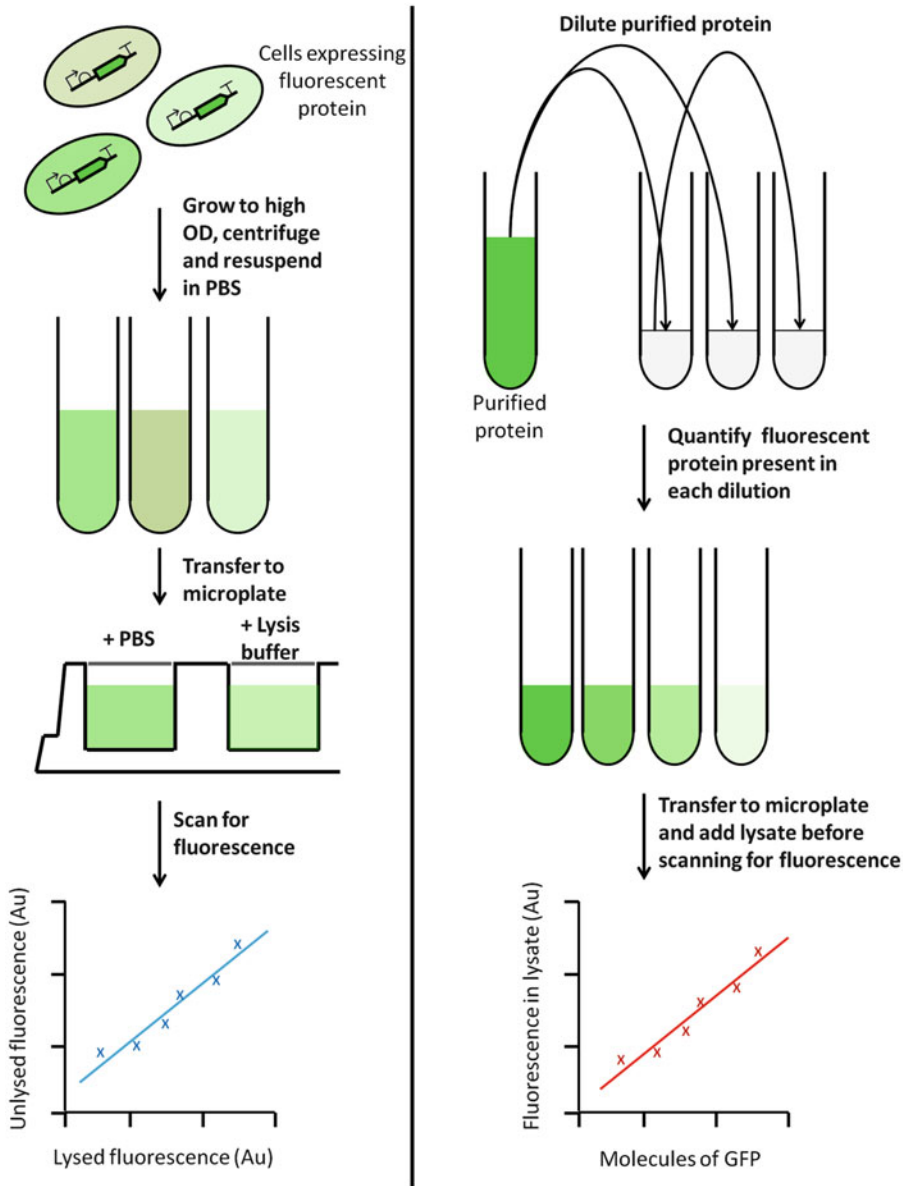 Cells expressing
fluorescent
protein
Grow to high
OD, centrifuge
and resuspend
in PBS
Transfer to
microplate
+ PBS
+ Lysis
buffer
Scan for
fluorescence
Unlysed fluorescence (Au)
Lysed fluorescence (Au)
Dilute purified protein
Purified
protein
Quantify fluorescent
protein present in
each dilution
Transfer to microplate
and add lysate before
scanning for fluorescence
Fluorescence in lysate (Au)
Molecules of GFP